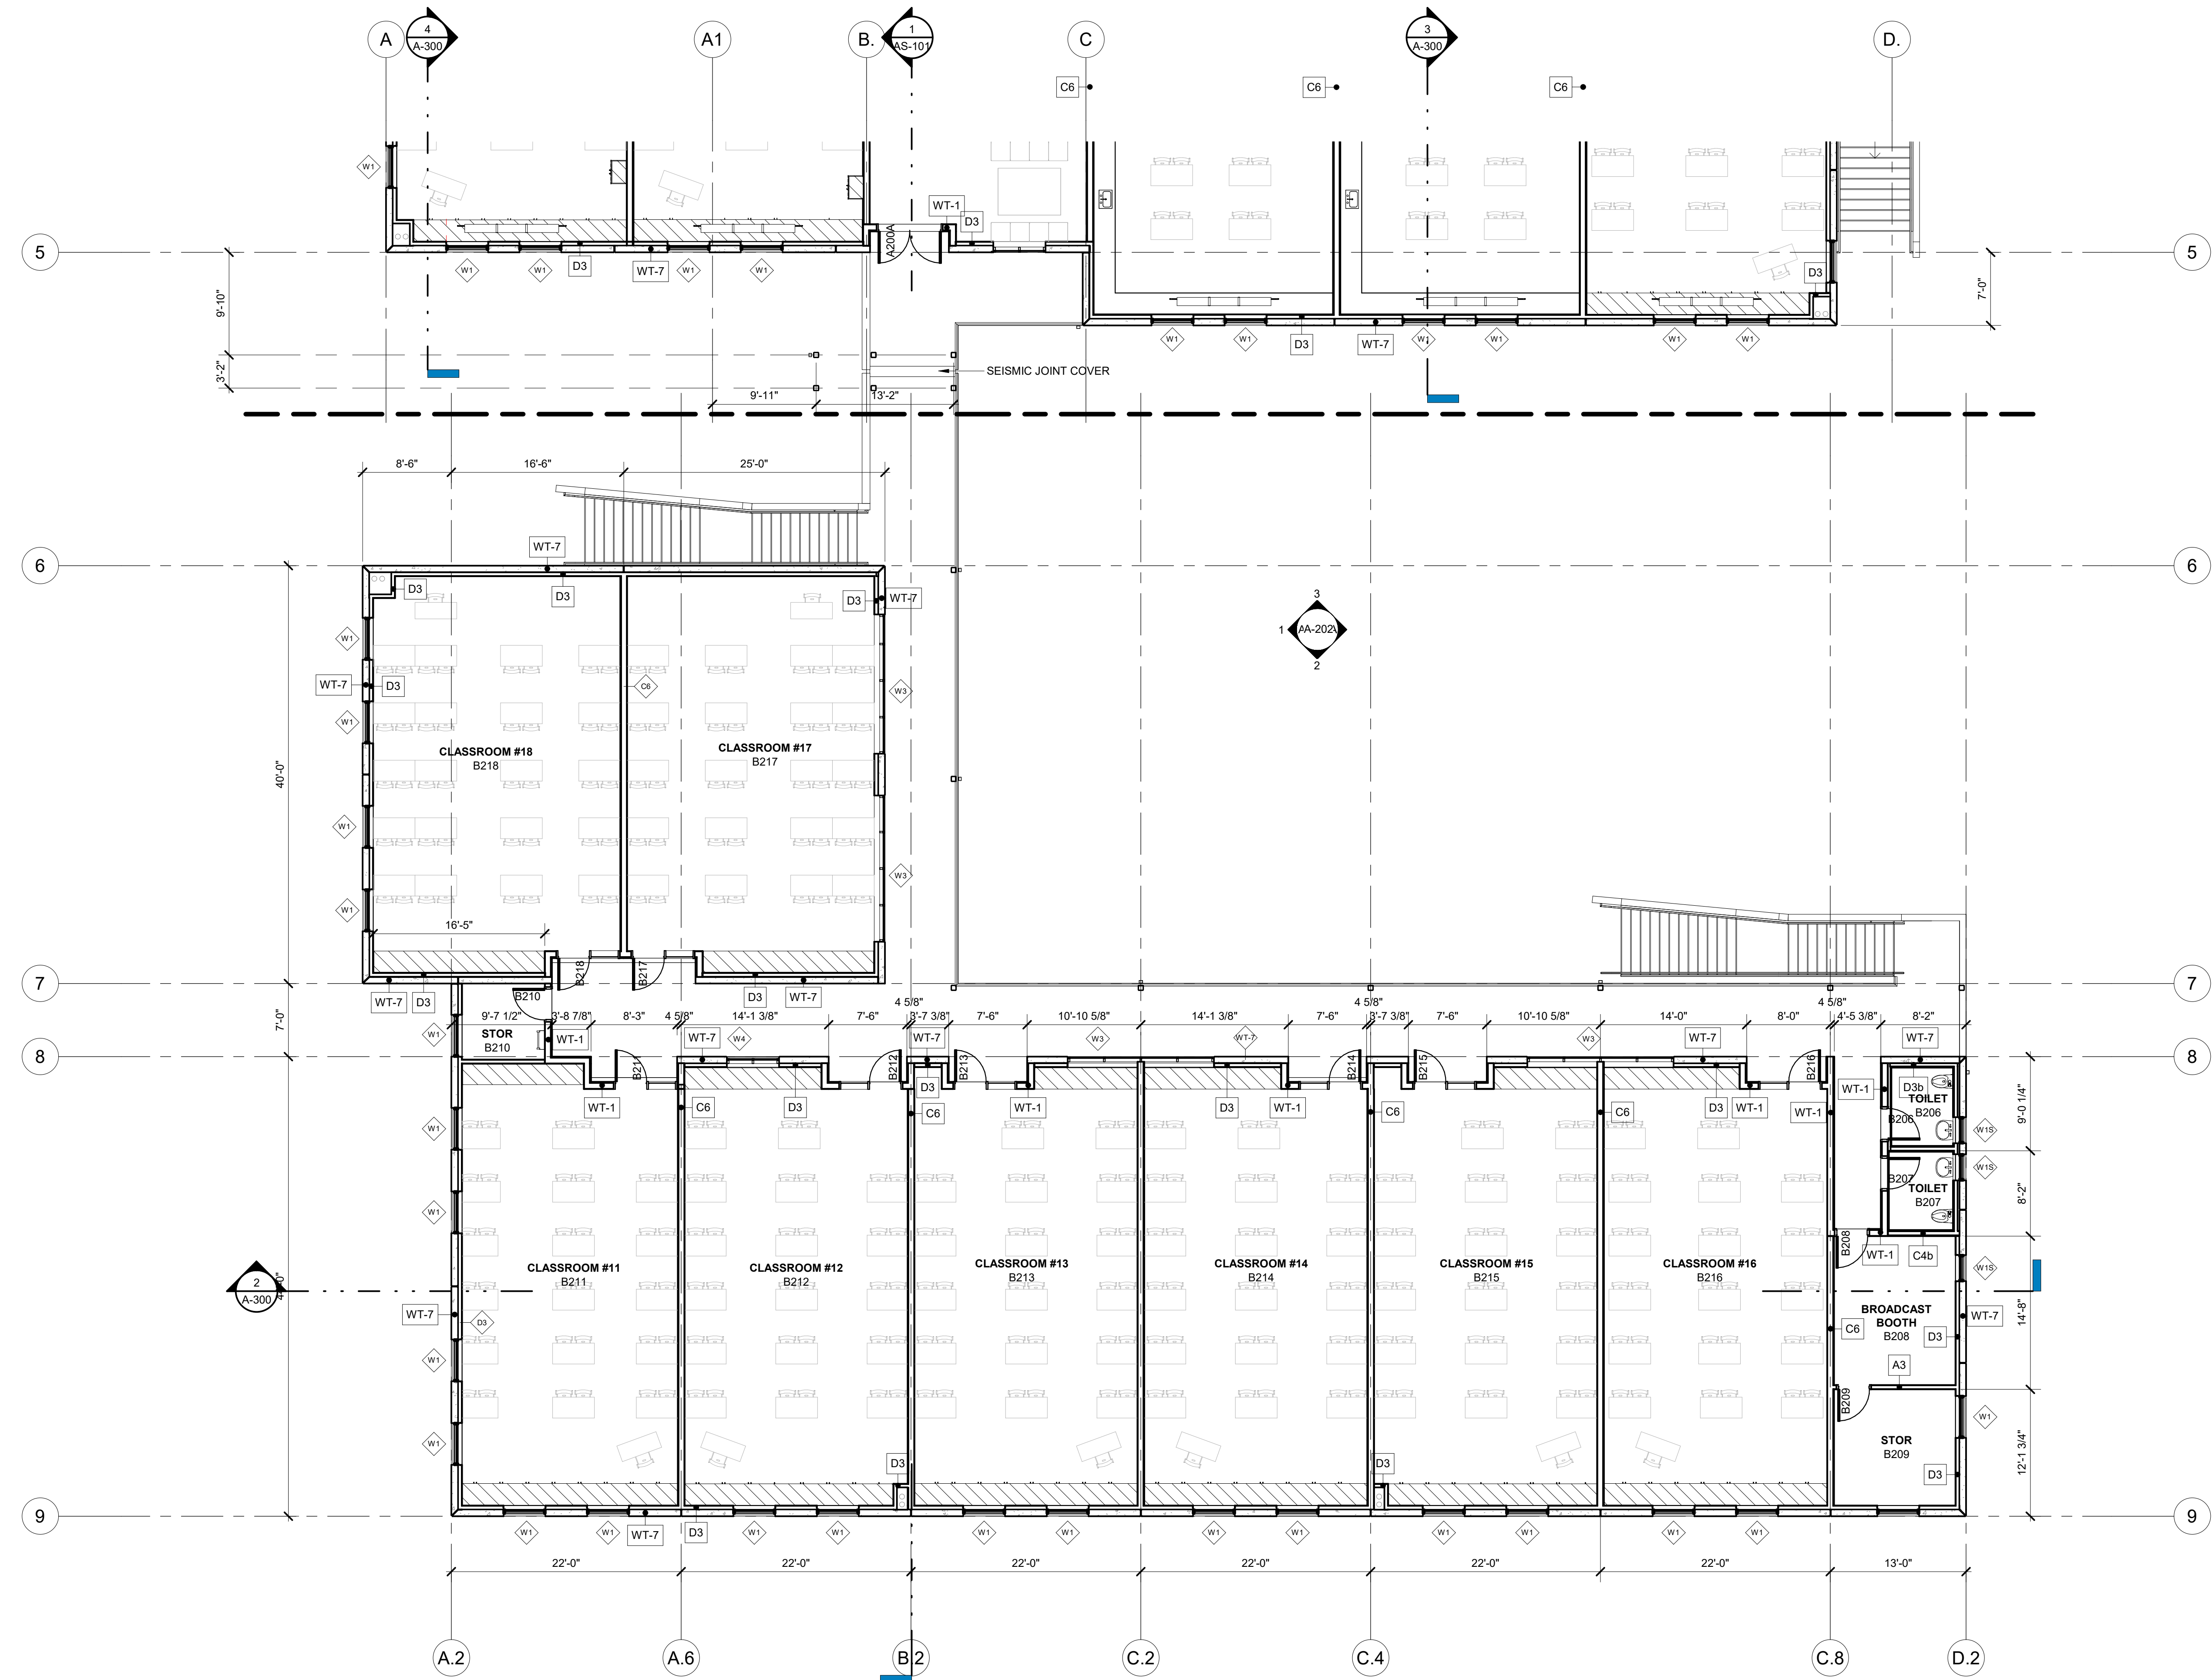 A
4
A-300
A1
B.
1
AS-101
C
3
A-300
D.
C6
C6
C6
W1
WT-1
D3
A200A
5
5
W1
W1
D3
WT-7
W1
W1
D3
9'-10"
7'-0"
W1
W1
D3
WT-7
W1
W1
W1
3'-2"
SEISMIC JOINT COVER
9'-11"
13'-2"
8'-6"
16'-6"
25'-0"
WT-7
6
6
D3
D3
D3
WT-7
3
1
2
W1
WT-7
D3
C6
W3
W1
CLASSROOM #18
B218
CLASSROOM #17
B217
40'-0"
W1
W3
W1
16'-5"
B218
B217
7
7
WT-7
D3
B210
D3
WT-7
4 5/8"
4 5/8"
4 5/8"
7'-0"
9'-7 1/2"
3'-8 7/8"
8'-3"
4 5/8"
14'-1 3/8"
7'-6"
3'-7 3/8"
7'-6"
10'-10 5/8"
14'-1 3/8"
7'-6"
3'-7 3/8"
7'-6"
10'-10 5/8"
14'-0"
8'-0"
4'-5 3/8"
8'-2"
W1
STOR
B210
WT-1
WT-7
W4
WT-7
W3
WT-7
W3
WT-7
WT-7
8
8
B211
B212
B213
B214
B215
B216
D3
WT-1
D3b
WT-1
C6
D3
C6
WT-1
D3
WT-1
C6
C6
D3
WT-1
WT-1
TOILET
B206
B206
9'-0 1/4"
W1
W1S
W1S
B207
TOILET
B207
8'-2"
W1
B208
WT-1
C4b
CLASSROOM #11
B211
CLASSROOM #12
B212
CLASSROOM #13
B213
CLASSROOM #14
B214
CLASSROOM #15
B215
CLASSROOM #16
B216
W1S
2
A-300
WT-7
D3
BROADCAST
BOOTH
B208
C6
D3
WT-7
14'-8"
W1
A3
B209
W1
W1
STOR
B209
12'-1 3/4"
D3
D3
D3
9
9
W1
W1
WT-7
D3
W1
W1
W1
W1
W1
W1
W1
W1
W1
W1
22'-0"
22'-0"
22'-0"
22'-0"
22'-0"
22'-0"
13'-0"
A.2
A.6
B.2
C.2
C.4
C.8
D.2